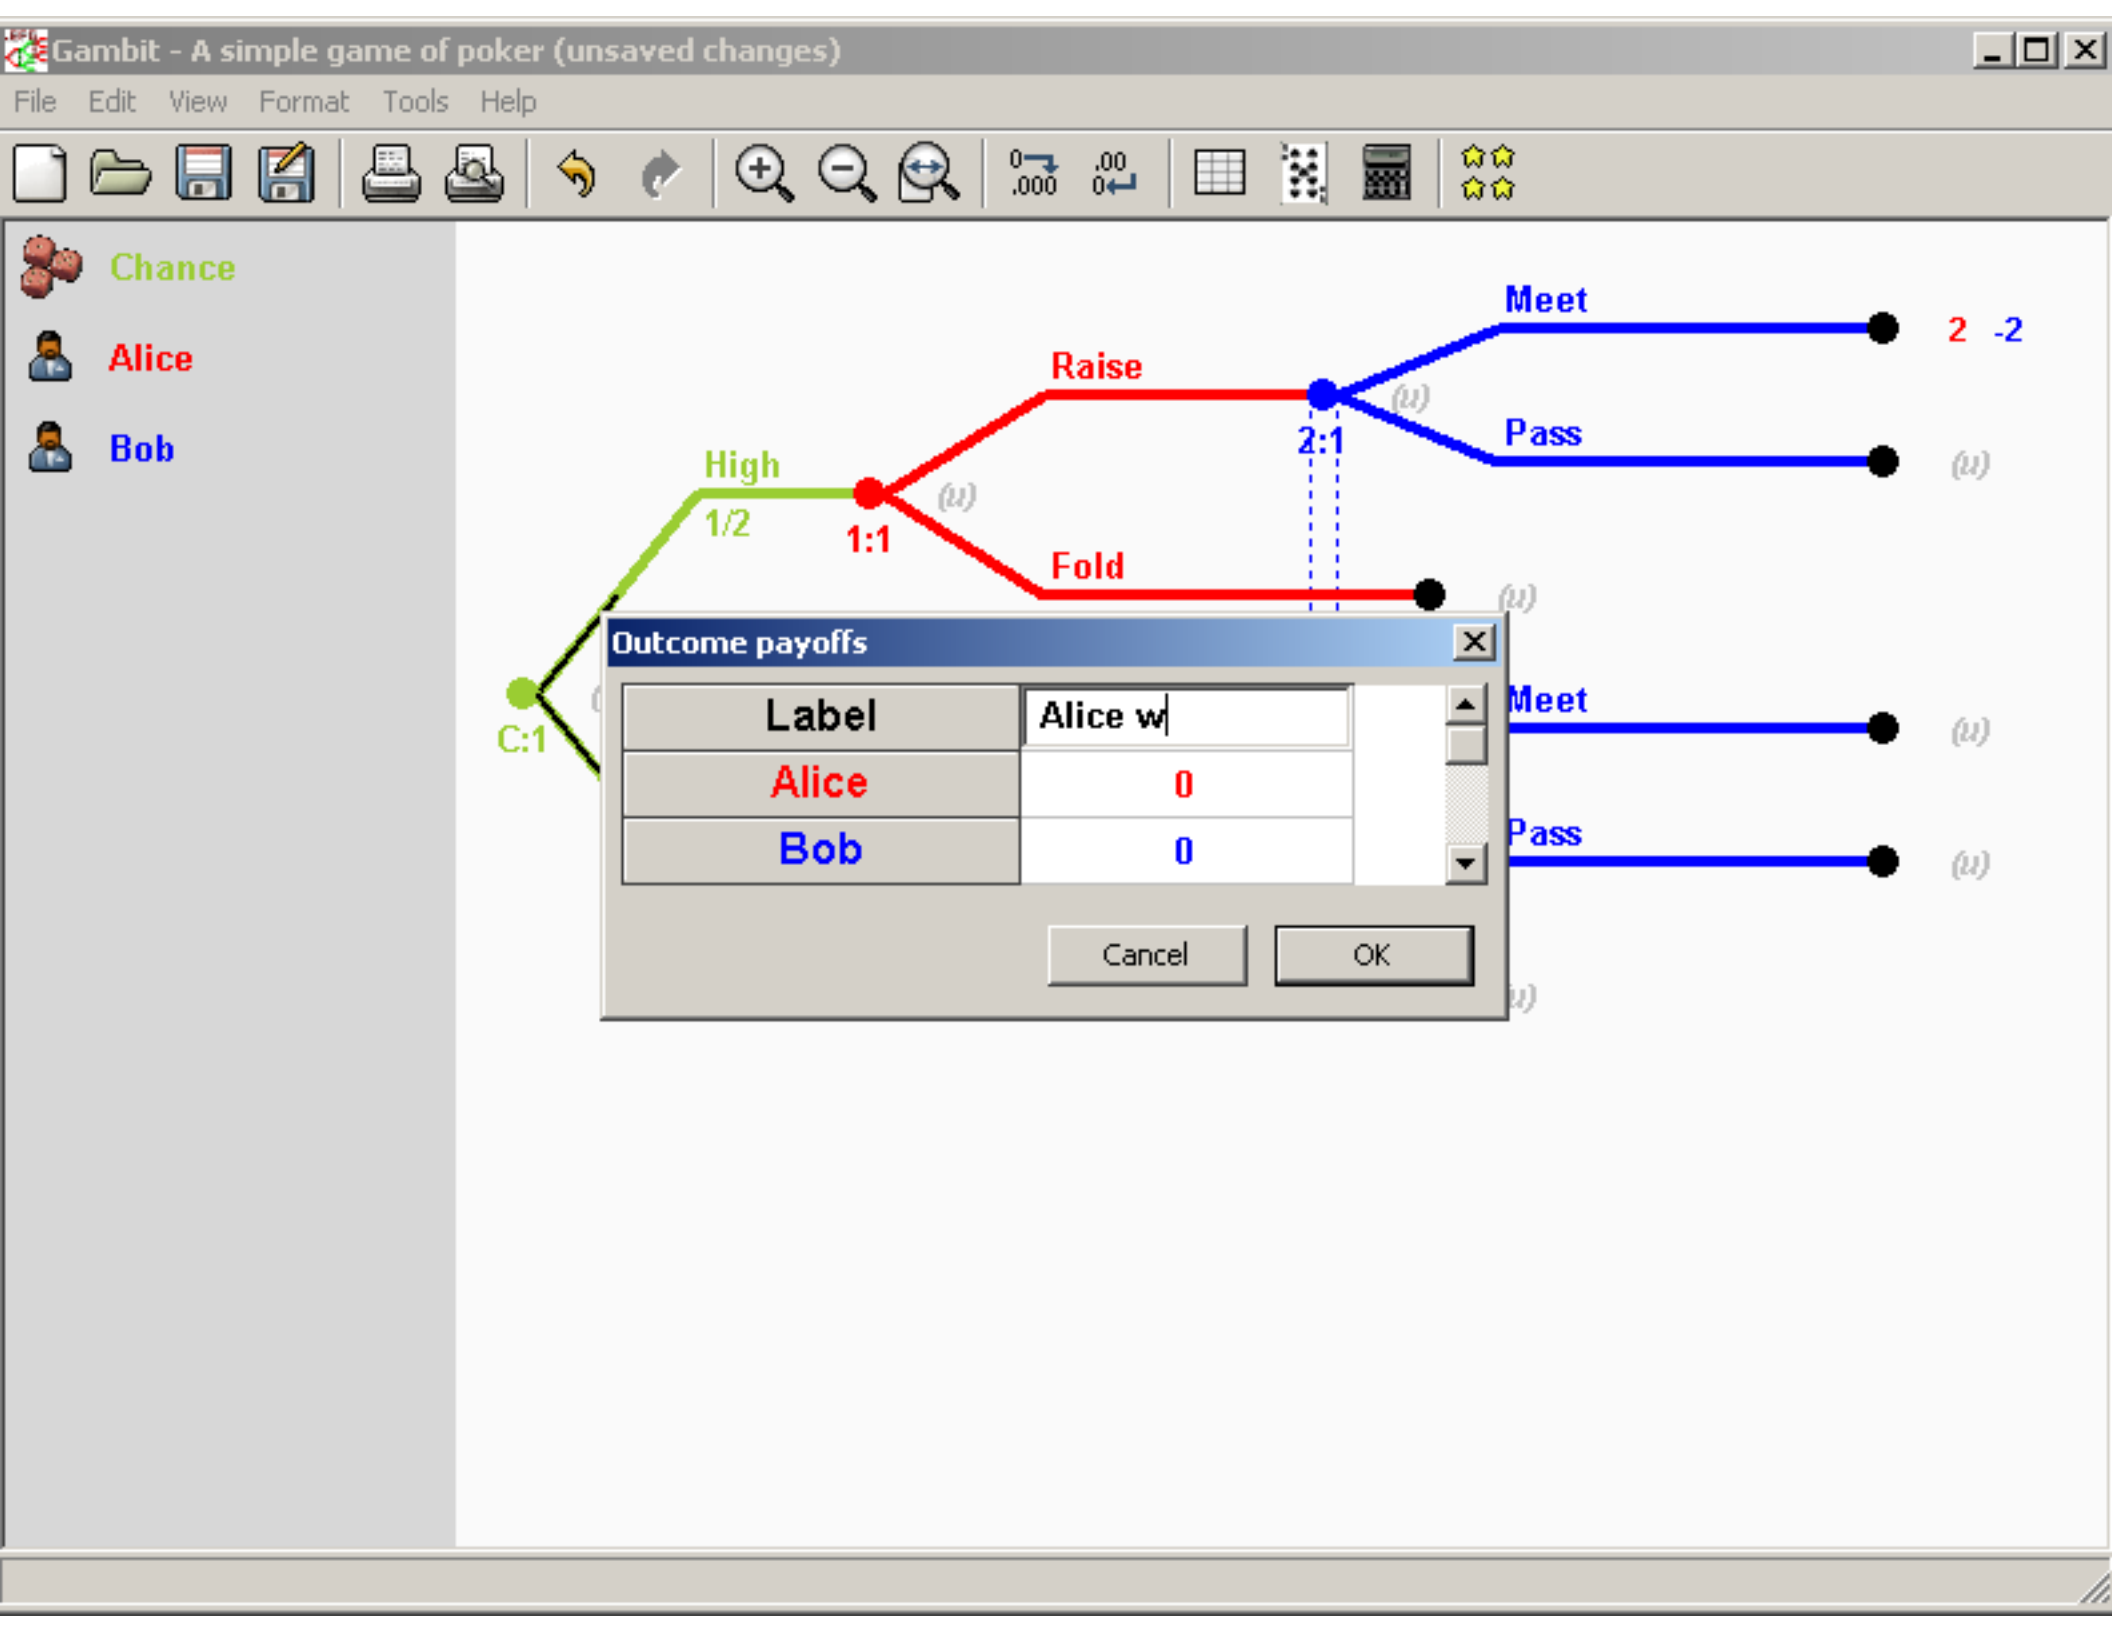 Gambit - A simple game of poker (unsaved changes)
File Edit View Format Tools Help
0 .000 .00 0
Chance
Alice
Bob
Meet
2 -2
Raise
(u)
2:1
Pass
(u)
High
1/2
(u)
1:1
Fold
(u)
C:1
Outcome payoffs
Label Alice w
Alice 0
Bob 0
Cancel OK
Meet
(u)
Pass
(u)
u)